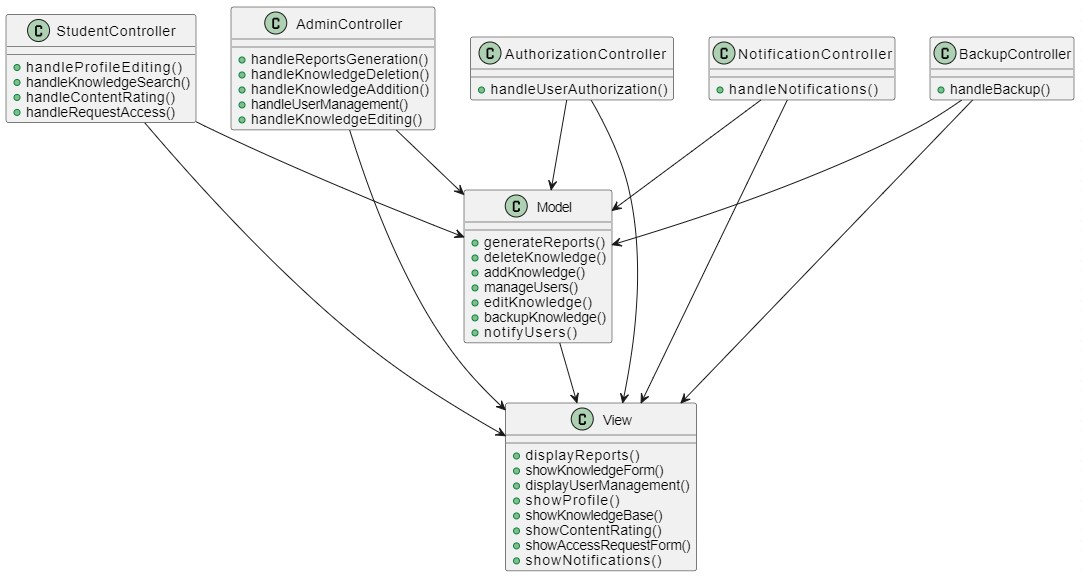 C StudentController
handleProfileEditing()
handleKnowledgeSearch()
handleContentRating()
handleRequestAccess()
C AdminController
handleReportsGeneration()
handleKnowledgeDeletion()
handleKnowledgeAddition()
handleUserManagement()
handleKnowledgeEditing()
C AuthorizationController
handleUserAuthorization()
C NotificationController
handleNotifications()
C BackupController
handleBackup()
C Model
generateReports()
deleteKnowledge()
addKnowledge()
manageUsers()
editKnowledge()
backupKnowledge()
notifyUsers()
C View
displayReports()
showKnowledgeForm()
displayUserManagement()
showProfile()
showKnowledgeBase()
showContentRating()
showAccessRequestForm()
showNotifications()